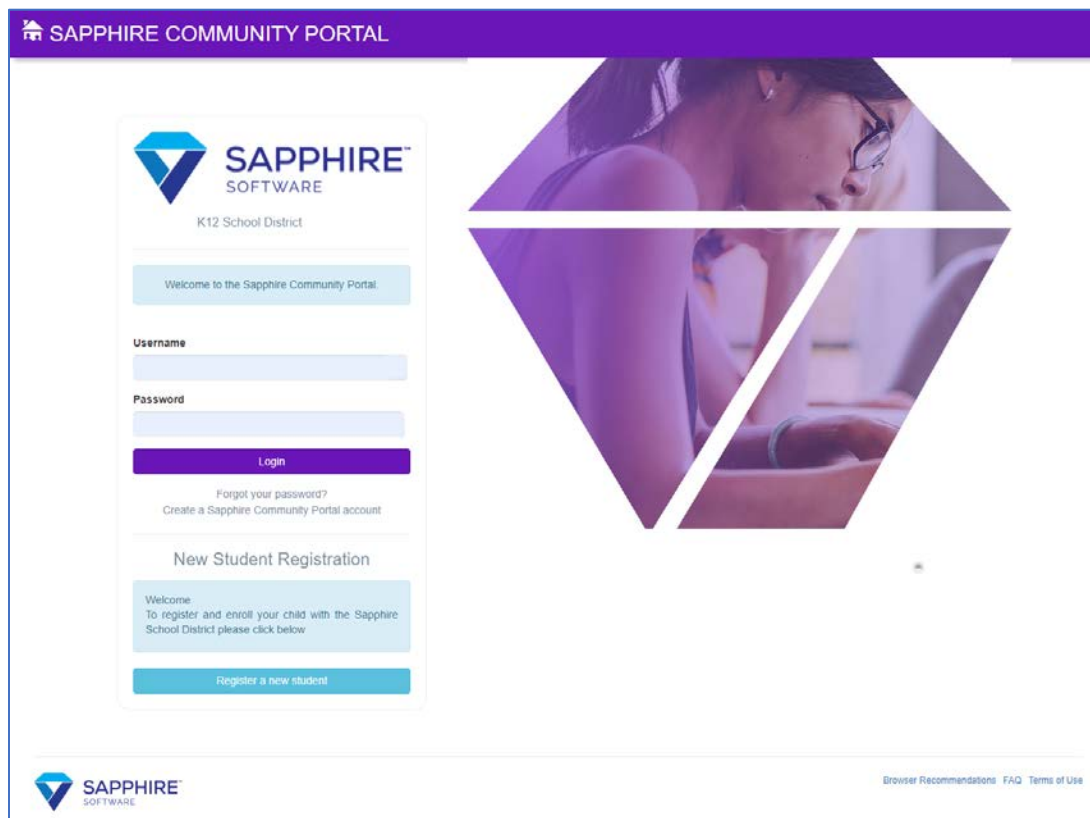 SAPPHIRE COMMUNITY PORTAL
SAPPHIRE™
SOFTWARE
K12 School District
Welcome to the Sapphire Community Portal.
Username
Password
Login
Forgot your password?
Create a Sapphire Community Portal account
New Student Registration
Welcome
To register and enroll your child with the Sapphire
School District please click below
Register a new student
SAPPHIRE™
SOFTWARE
Browser Recommendations FAQ Terms of Use